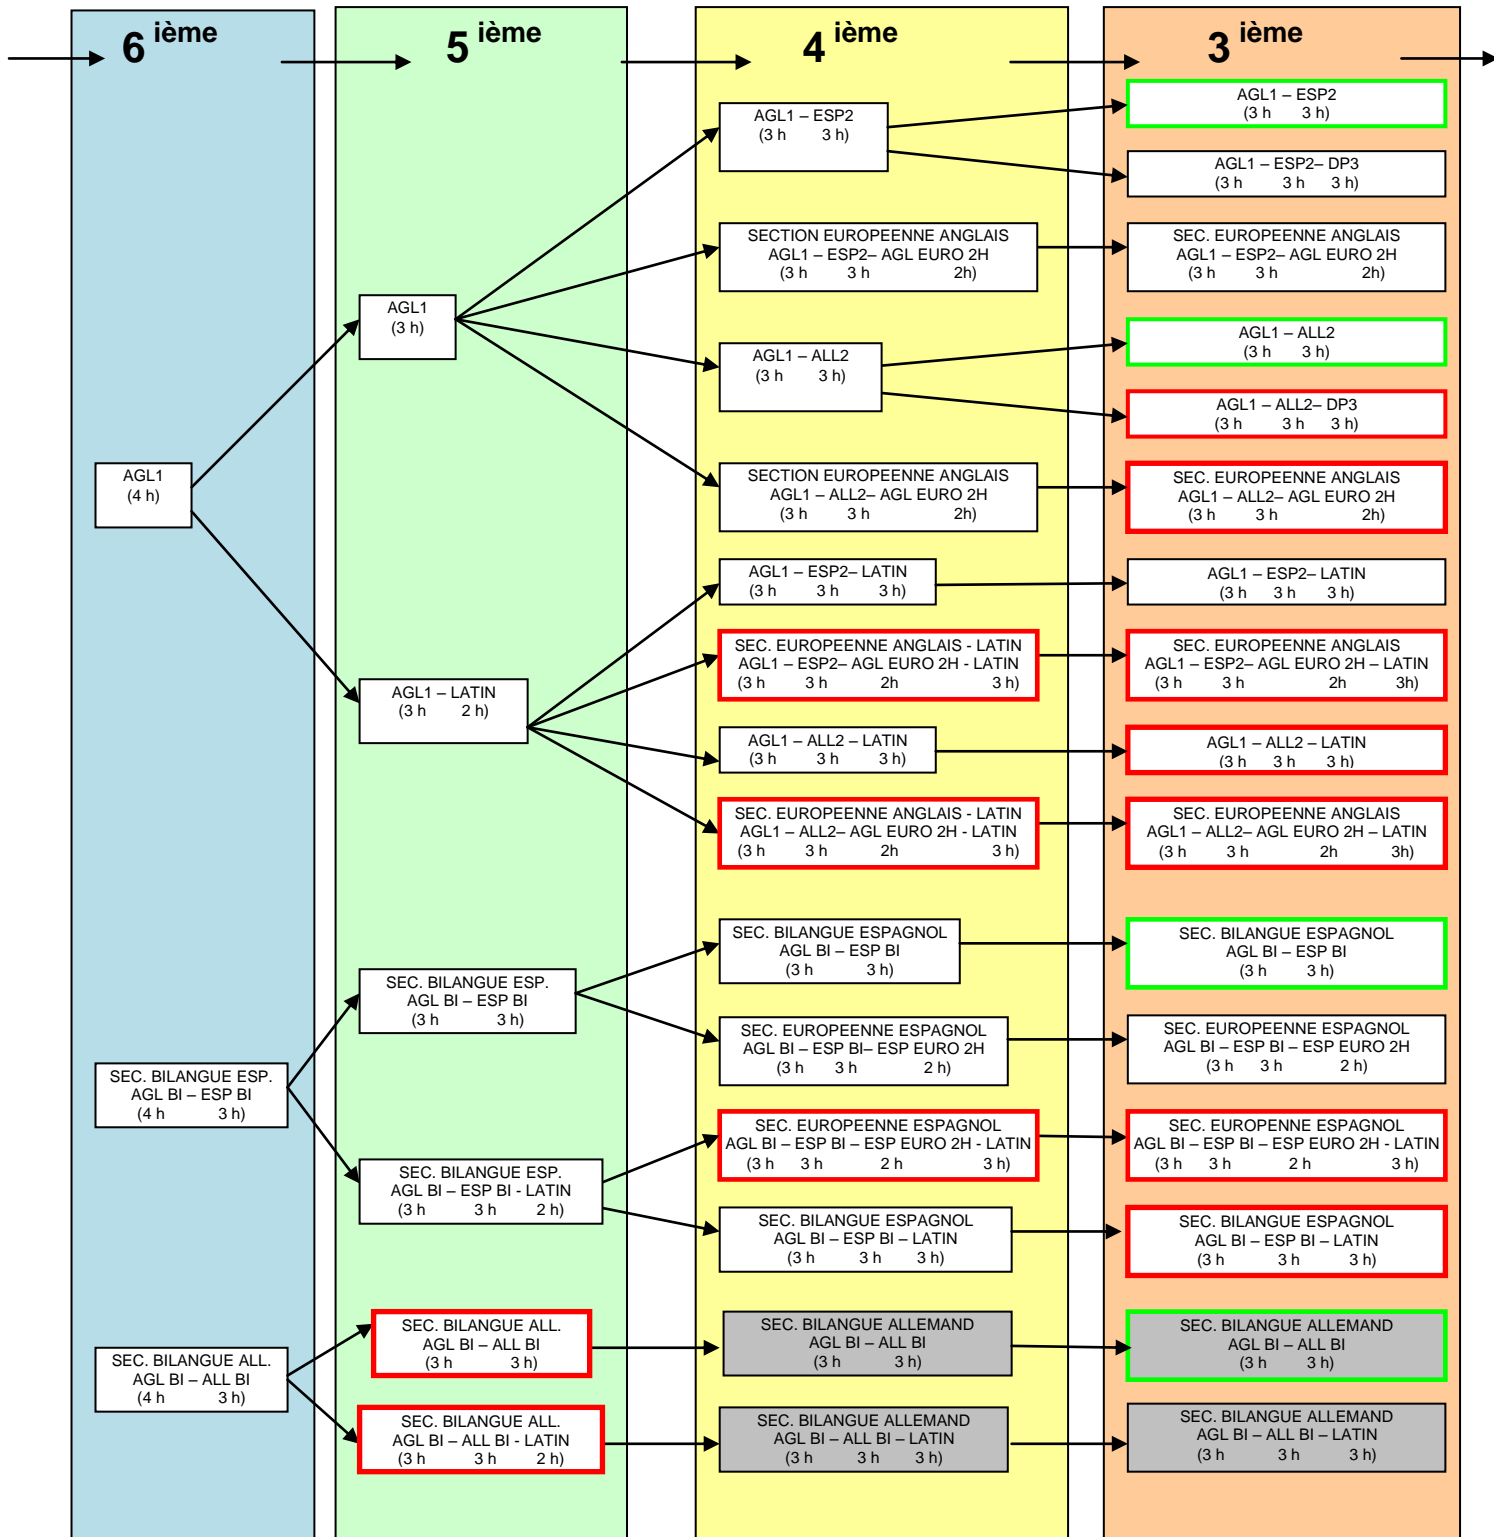 6 ième
5 ième
4 ième
3 ième
AGL1
(4 h)
SEC. BILANGUE ESP.
AGL BI – ESP BI
(4 h 3 h)
SEC. BILANGUE ALL.
AGL BI – ALL BI
(4 h 3 h)
AGL1
(3 h)
AGL1 – LATIN
(3 h 2 h)
SEC. BILANGUE ESP.
AGL BI – ESP BI
(3 h 3 h)
SEC. BILANGUE ESP.
AGL BI – ESP BI - LATIN
(3 h 3 h 2 h)
SEC. BILANGUE ALL.
AGL BI – ALL BI
(3 h 3 h)
SEC. BILANGUE ALL.
AGL BI – ALL BI - LATIN
(3 h 3 h 2 h)
AGL1 – ESP2
(3 h 3 h)
SECTION EUROPEENNE ANGLAIS
AGL1 – ESP2– AGL EURO 2H
(3 h 3 h 2h)
AGL1 – ALL2
(3 h 3 h)
SECTION EUROPEENNE ANGLAIS
AGL1 – ALL2– AGL EURO 2H
(3 h 3 h 2h)
AGL1 – ESP2– LATIN
(3 h 3 h 3 h)
SEC. EUROPEENNE ANGLAIS - LATIN
AGL1 – ESP2– AGL EURO 2H - LATIN
(3 h 3 h 2h 3 h)
AGL1 – ALL2 – LATIN
(3 h 3 h 3 h)
SEC. EUROPEENNE ANGLAIS - LATIN
AGL1 – ALL2– AGL EURO 2H - LATIN
(3 h 3 h 2h 3 h)
SEC. BILANGUE ESPAGNOL
AGL BI – ESP BI
(3 h 3 h)
SEC. EUROPEENNE ESPAGNOL
AGL BI – ESP BI– ESP EURO 2H
(3 h 3 h 2 h)
SEC. EUROPEENNE ESPAGNOL
AGL BI – ESP BI – ESP EURO 2H - LATIN
(3 h 3 h 2 h 3 h)
SEC. BILANGUE ESPAGNOL
AGL BI – ESP BI – LATIN
(3 h 3 h 3 h)
SEC. BILANGUE ALLEMAND
AGL BI – ALL BI
(3 h 3 h)
SEC. BILANGUE ALLEMAND
AGL BI – ALL BI – LATIN
(3 h 3 h 3 h)
AGL1 – ESP2
(3 h 3 h)
AGL1 – ESP2– DP3
(3 h 3 h 3 h)
SEC. EUROPEENNE ANGLAIS
AGL1 – ESP2– AGL EURO 2H
(3 h 3 h 2h)
AGL1 – ALL2
(3 h 3 h)
AGL1 – ALL2– DP3
(3 h 3 h 3 h)
SEC. EUROPEENNE ANGLAIS
AGL1 – ALL2– AGL EURO 2H
(3 h 3 h 2h)
AGL1 – ESP2– LATIN
(3 h 3 h 3 h)
SEC. EUROPEENNE ANGLAIS
AGL1 – ESP2– AGL EURO 2H – LATIN
(3 h 3 h 2h 3h)
AGL1 – ALL2 – LATIN
(3 h 3 h 3 h)
SEC. EUROPEENNE ANGLAIS
AGL1 – ALL2– AGL EURO 2H – LATIN
(3 h 3 h 2h 3h)
SEC. BILANGUE ESPAGNOL
AGL BI – ESP BI
(3 h 3 h)
SEC. EUROPEENNE ESPAGNOL
AGL BI – ESP BI – ESP EURO 2H
(3 h 3 h 2 h)
SEC. EUROPENNE ESPAGNOL
AGL BI – ESP BI – ESP EURO 2H - LATIN
(3 h 3 h 2 h 3 h)
SEC. BILANGUE ESPAGNOL
AGL BI – ESP BI – LATIN
(3 h 3 h 3 h)
SEC. BILANGUE ALLEMAND
AGL BI – ALL BI
(3 h 3 h)
SEC. BILANGUE ALLEMAND
AGL BI – ALL BI – LATIN
(3 h 3 h 3 h)